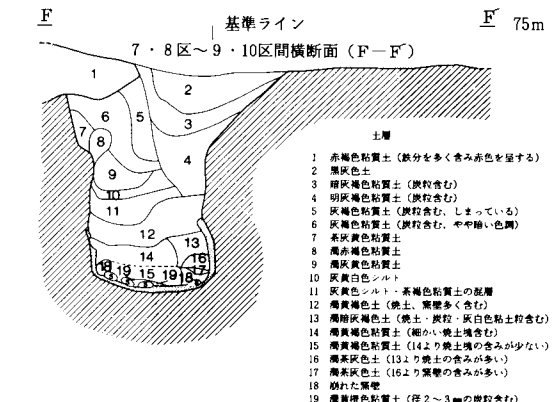 F 基準ライン F´ 75m
7・8区～9・10区間横断面（F－F´）
1
2
3
4
5
6
7
8
9
10
11
12
13
14
15
16
17
18
19
19
18
土層
1 赤褐色粘質土（鉄分を多く含み赤色を呈する）
2 黒灰色土
3 暗灰褐色粘質土（炭粒含む）
4 明灰褐色粘質土（炭粒含む）
5 灰褐色粘質土（炭粒含む、しまっている）
6 灰褐色粘質土（炭粒含む、やや暗い色調）
7 茶灰黄色粘質土
8 濁赤褐色粘質土
9 濁灰黄色粘質土
10 灰黄白色シルト
11 灰黄色シルト・茶褐色粘質土の混層
12 濁黄褐色土（焼土、窯壁多く含む）
13 濁暗灰褐色土（焼土・炭粒・灰白色粘土粒含む）
14 濁黄褐色粘質土（細かい焼土塊含む）
15 濁黄褐色粘質土（14より焼土塊の含みが少ない）
16 濁茶灰色土（13より焼土の含みが多い）
17 濁茶灰色土（16より窯壁の含みが多い）
18 崩れた窯壁
19 濁黄橙色粘質土（径2～3㎜の炭粒含む）